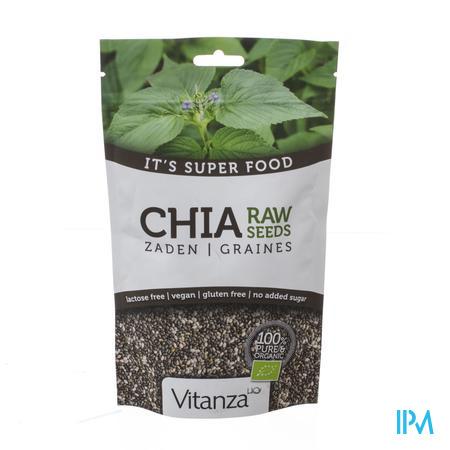 IT'S SUPER FOOD
CHIA RAW SEEDS
ZADEN | GRAINES
lactose free | vegan | gluten free | no added sugar
100% PURE & ORGANIC
Vitanza HQ
IPM